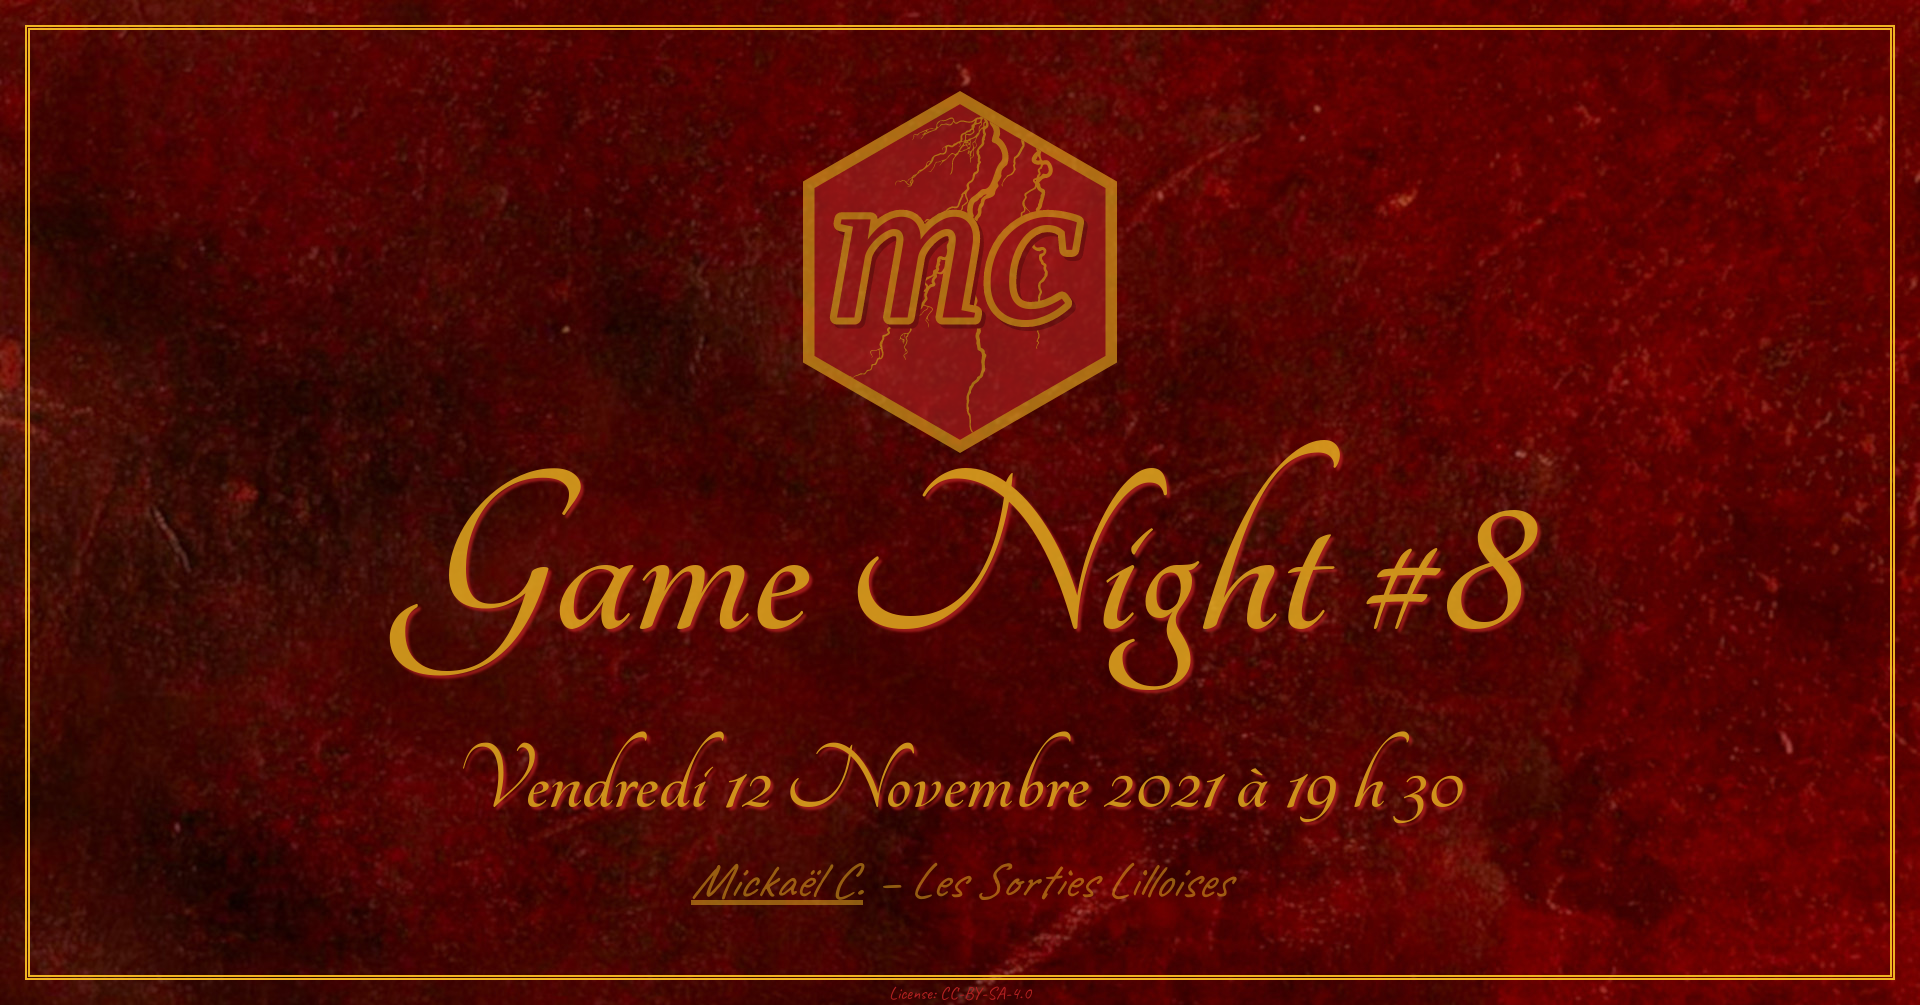 mc
Game Night #8
Vendredi 12 Novembre 2021 à 19 h 30
Mickaël C. – Les Sorties Lilloises
License: CC-BY-SA-4.0